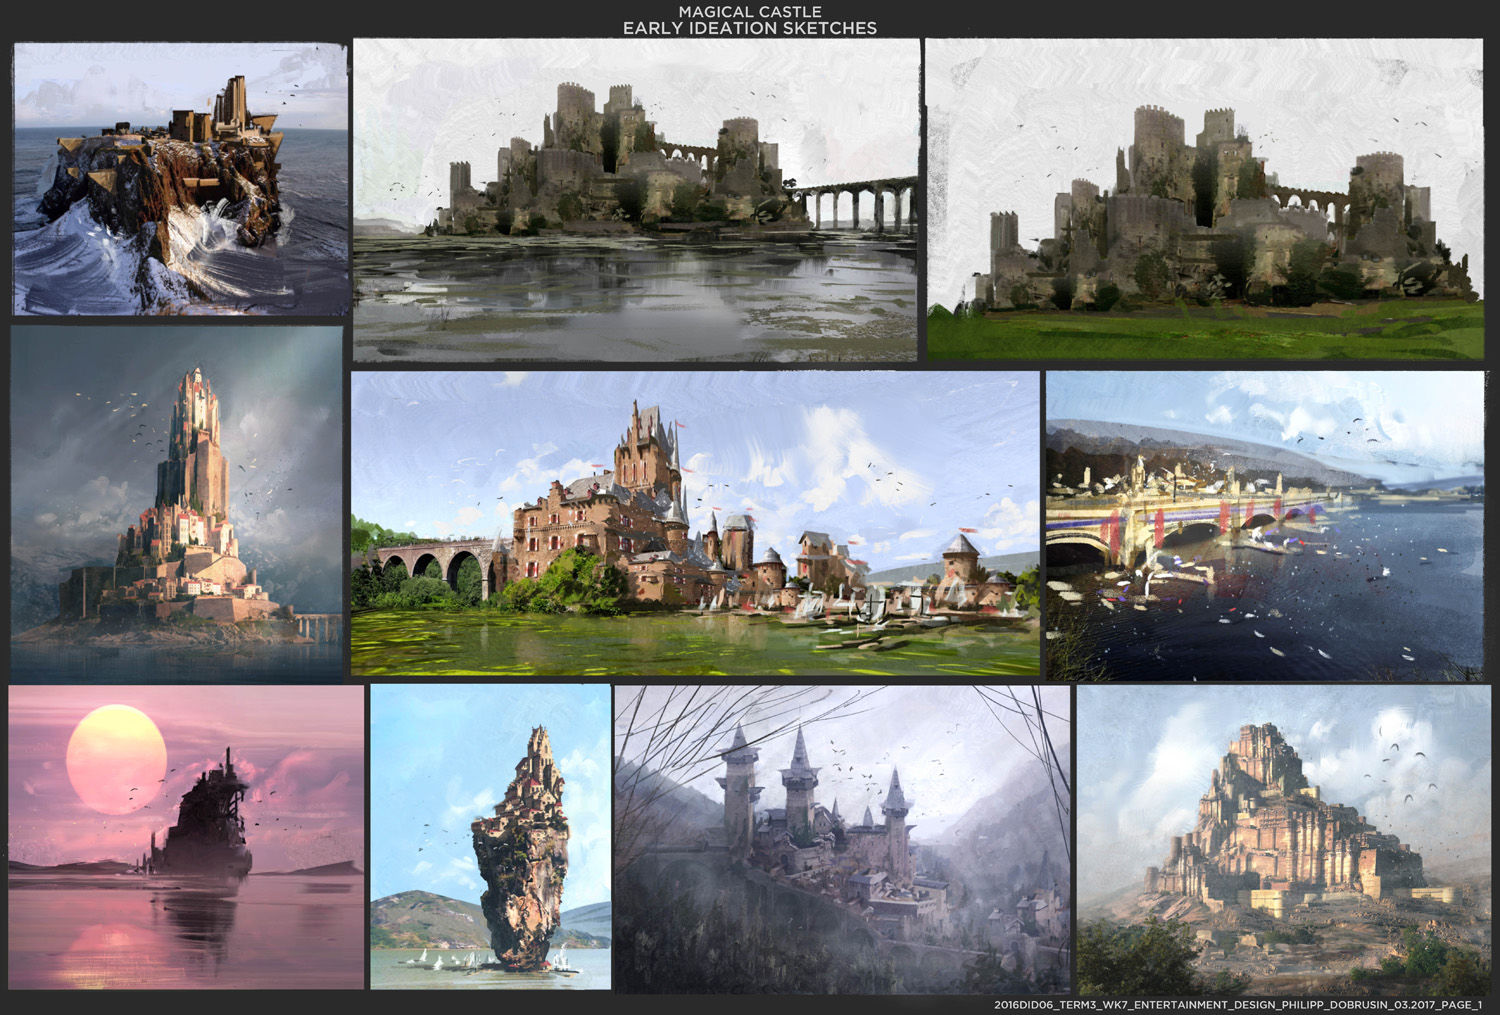 MAGICAL CASTLE
EARLY IDEATION SKETCHES
2016DID06_TERM3_WK7_ENTERTAINMENT_DESIGN_PHILIPP_DOBRUSIN_03.2017_PAGE_1